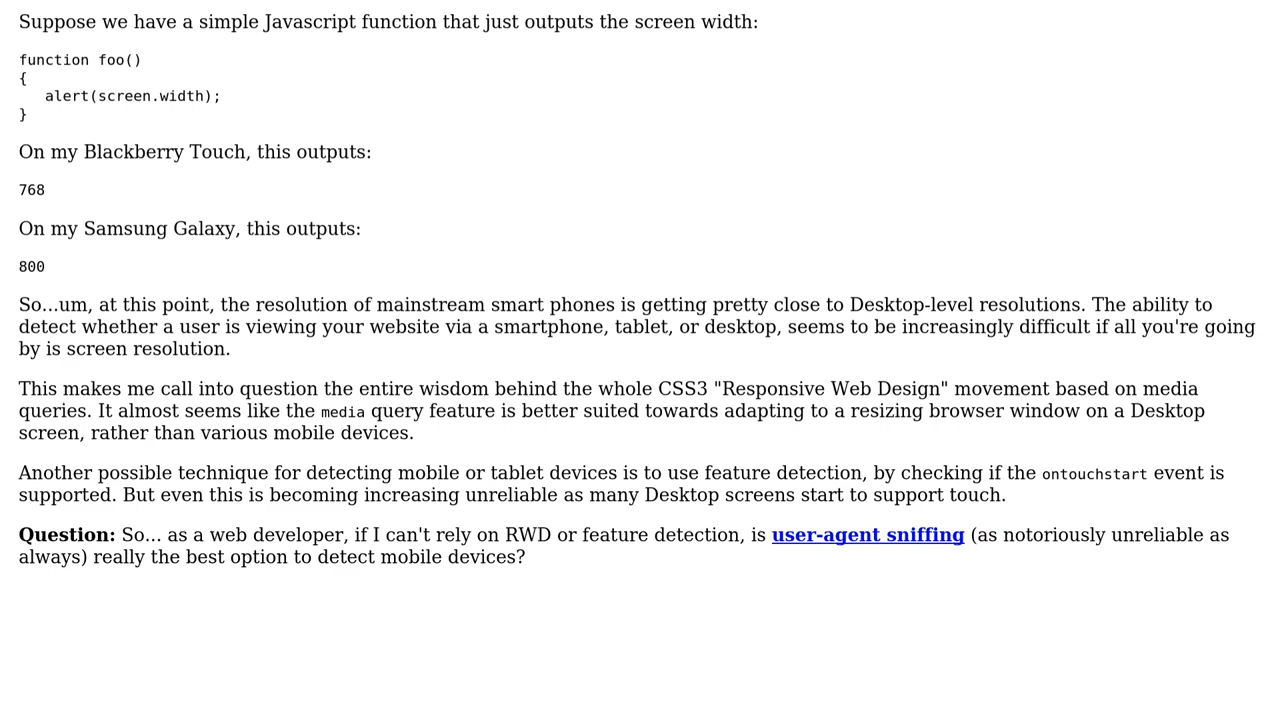 Suppose we have a simple Javascript function that just outputs the screen width:
function foo()
{
   alert(screen.width);
}
On my Blackberry Touch, this outputs:
768
On my Samsung Galaxy, this outputs:
800
So...um, at this point, the resolution of mainstream smart phones is getting pretty close to Desktop-level resolutions. The ability to
detect whether a user is viewing your website via a smartphone, tablet, or desktop, seems to be increasingly difficult if all you're going
by is screen resolution.
This makes me call into question the entire wisdom behind the whole CSS3 "Responsive Web Design" movement based on media
queries. It almost seems like the media query feature is better suited towards adapting to a resizing browser window on a Desktop
screen, rather than various mobile devices.
Another possible technique for detecting mobile or tablet devices is to use feature detection, by checking if the ontouchstart event is
supported. But even this is becoming increasing unreliable as many Desktop screens start to support touch.
Question: So... as a web developer, if I can't rely on RWD or feature detection, is user-agent sniffing (as notoriously unreliable as
always) really the best option to detect mobile devices?